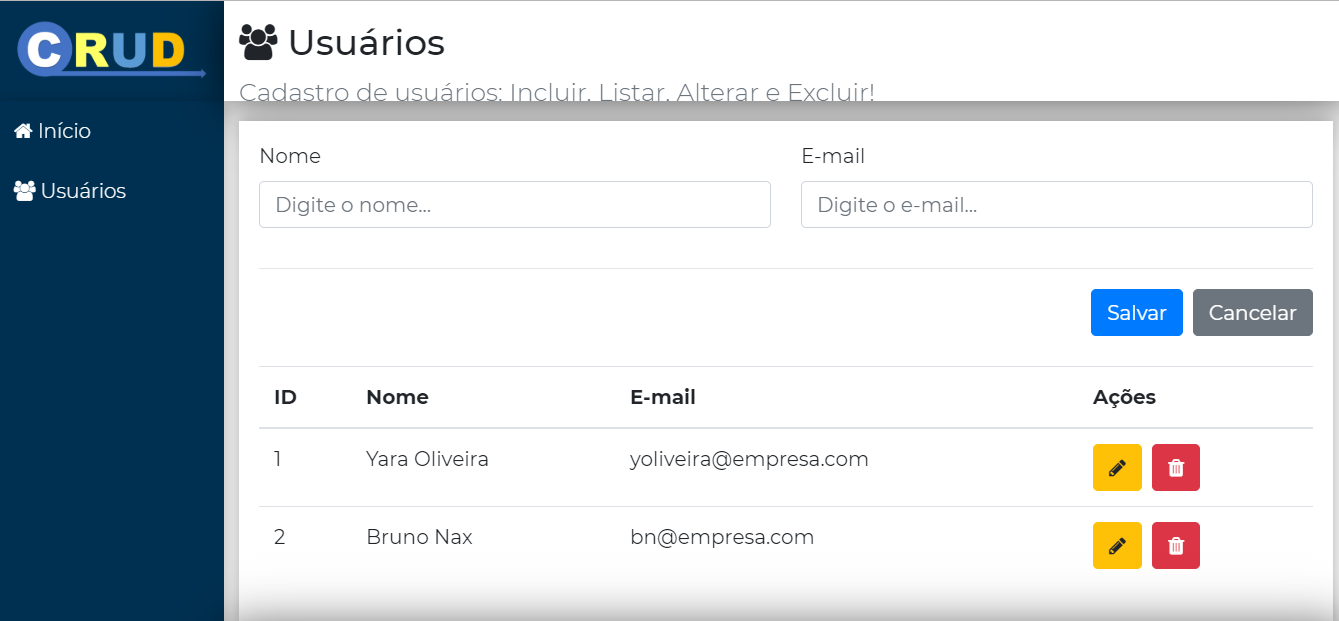 CRUD
Usuários
Cadastro de usuários: Incluir, Listar, Alterar e Excluir!
Início
Usuários
Nome E-mail
Digite o nome... Digite o e-mail...
Salvar Cancelar
ID Nome E-mail Ações
1 Yara Oliveira yoliveira@empresa.com
2 Bruno Nax bn@empresa.com